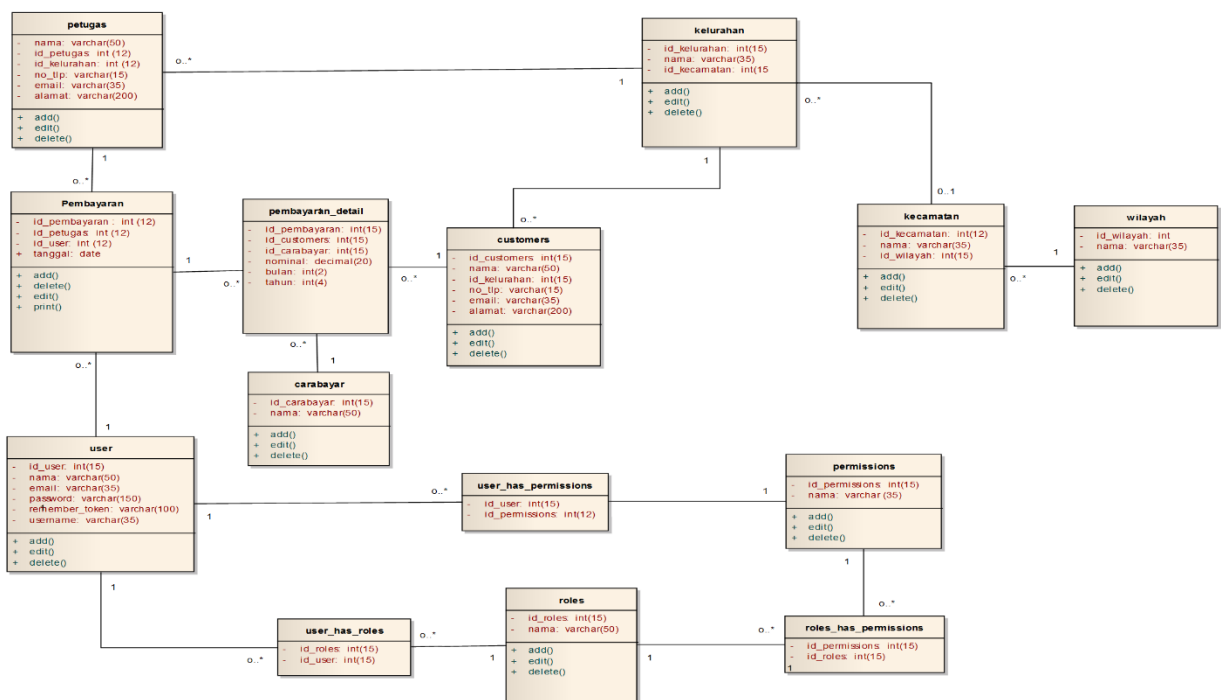 petugas
- nama: varchar(50)
- id_petugas: int (12)
- id_kelurahan: int (12)
- no_tlp: varchar(15)
- email: varchar(35)
- alamat: varchar(200)
+ add()
+ edit()
+ delete()
o..*
1
kelurahan
- id_kelurahan: int(15)
- nama: varchar(35)
- id_kecamatan: int(15
+ add()
+ edit()
+ delete()
1
o..*
1
o..*
0..1
o..*
Pembayaran
- id_pembayaran : int (12)
- id_petugas int (12)
- id_user: int (12)
+ tanggal: date
+ add()
+ delete()
+ edit()
+ print()
1
o..*
o..*
pembayaran_detail
- id_pembayaran: int(15)
- id_customers: int(15)
- id_carabayar: int(15)
- nominal: decimal(20)
- bulan: int(2)
- tahun: int(4)
o..*
1
o..*
1
customers
- id_customers int(15)
- nama: varchar(50)
- id_kelurahan: int(15)
- no_tlp: varchar(15)
- email: varchar(35)
- alamat: varchar(200)
+ add()
+ edit()
+ delete()
kecamatan
- id_kecamatan: int(12)
- nama: varchar(35)
- id_wilayah: int(15)
+ add()
+ edit()
+ delete()
1
o..*
wilayah
- id_wilayah: int
- nama: varchar(35)
+ add()
+ edit()
+ delete()
carabayar
- id_carabayar: int(15)
- nama: varchar(50)
+ add()
+ edit()
+ delete()
1
user
- id_user: int(15)
- nama: varchar(50)
- email: varchar(35)
- password: varchar(150)
- remember_token: varchar(100)
- username: varchar(35)
+ add()
+ edit()
+ delete()
1
1
o..*
user_has_permissions
- id_user: int(15)
- id_permissions: int(12)
1
permissions
- id_permissions: int(15)
- nama: varchar (35)
+ add()
+ edit()
+ delete()
1
o..*
user_has_roles
- id_roles: int(15)
- id_user: int(15)
o..*
o..*
1
roles
- id_roles: int(15)
- nama: varchar(50)
+ add()
+ edit()
+ delete()
1
o..*
roles_has_permissions
- id_permissions: int(15)
- id_roles: int(15)
1